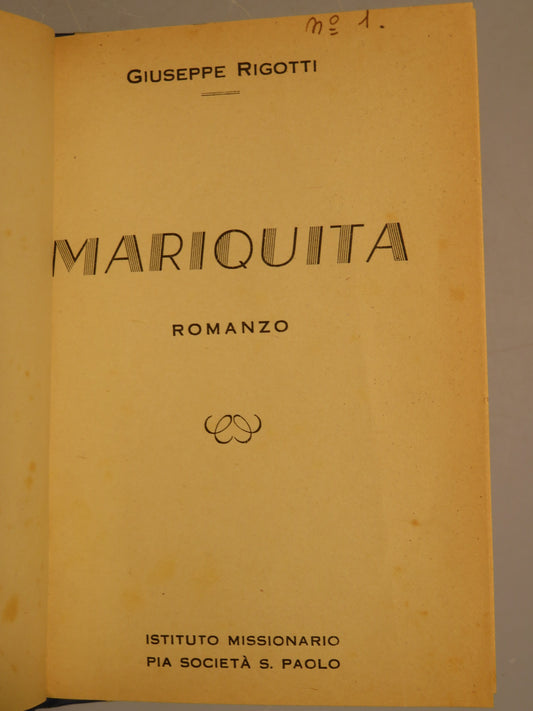 nº 1.
GIUSEPPE RIGOTTI
MARIQUITA
ROMANZO
ISTITUTO MISSIONARIO
PIA SOCIETÀ S. PAOLO